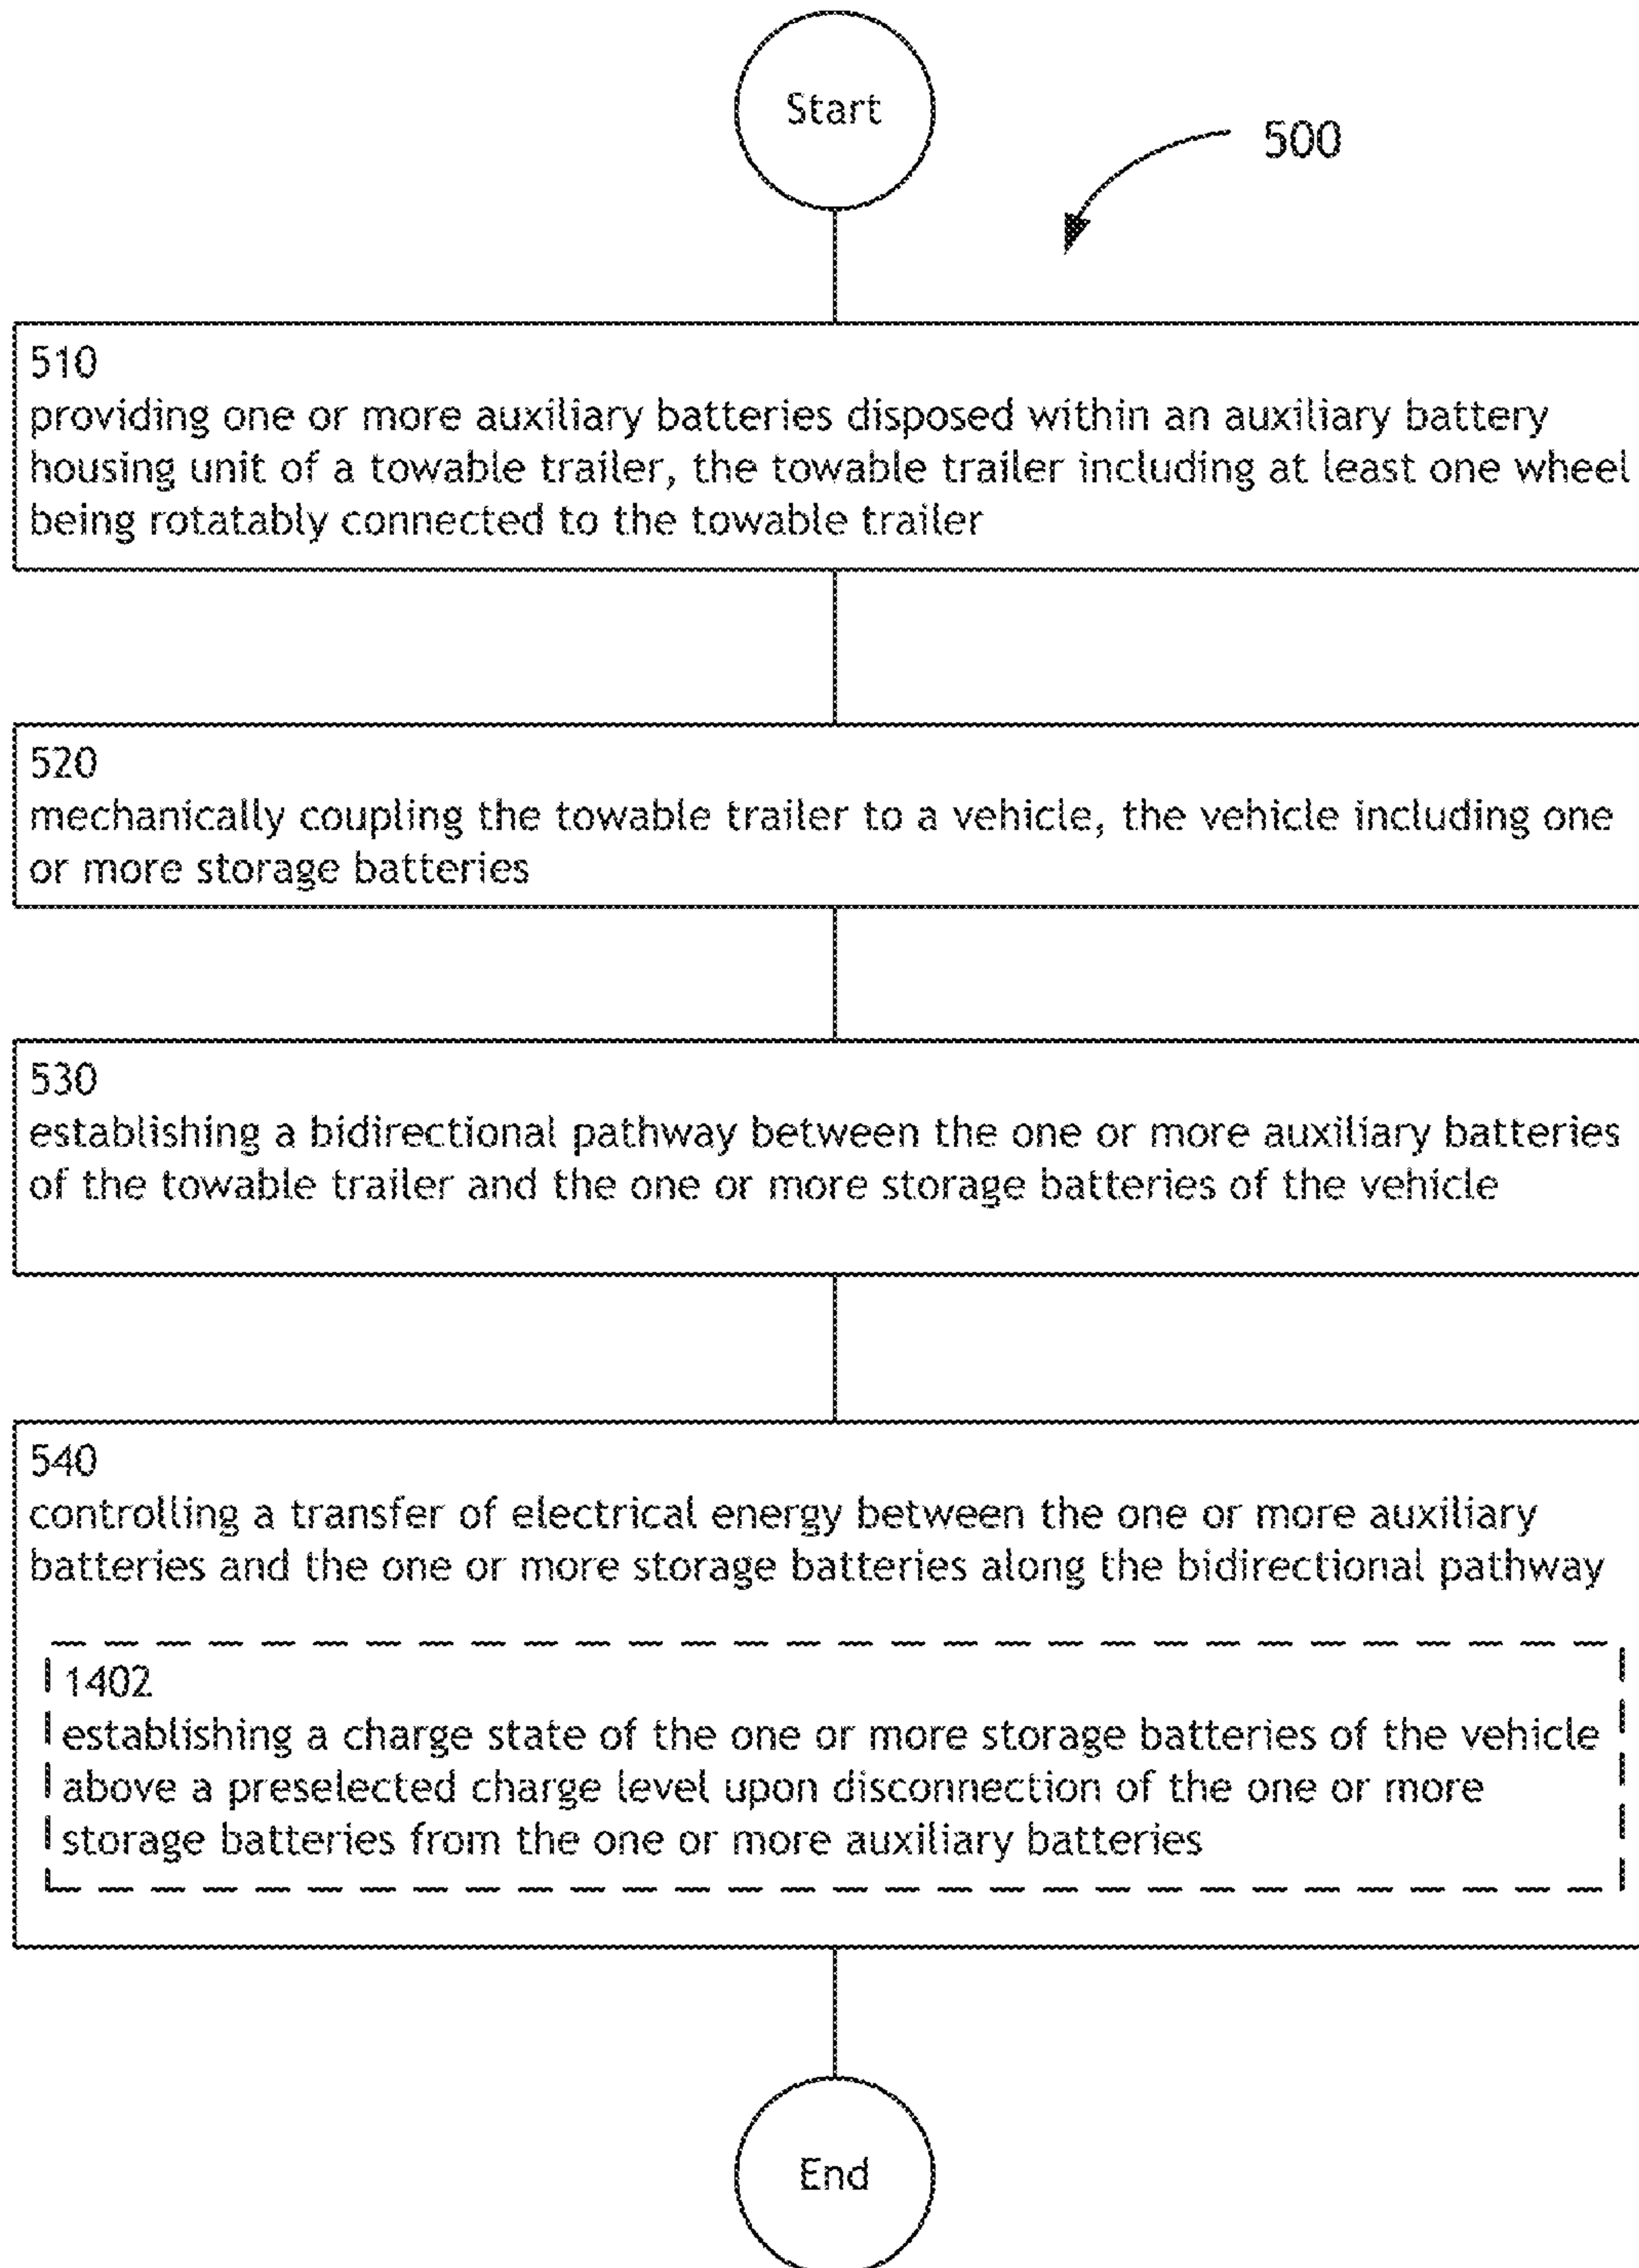 Start
500
510
providing one or more auxiliary batteries disposed within an auxiliary battery
housing unit of a towable trailer, the towable trailer including at least one wheel
being rotatably connected to the towable trailer
520
mechanically coupling the towable trailer to a vehicle, the vehicle including one
or more storage batteries
530
establishing a bidirectional pathway between the one or more auxiliary batteries
of the towable trailer and the one or more storage batteries of the vehicle
540
controlling a transfer of electrical energy between the one or more auxiliary
batteries and the one or more storage batteries along the bidirectional pathway
1402
establishing a charge state of the one or more storage batteries of the vehicle
above a preselected charge level upon disconnection of the one or more
storage batteries from the one or more auxiliary batteries
End